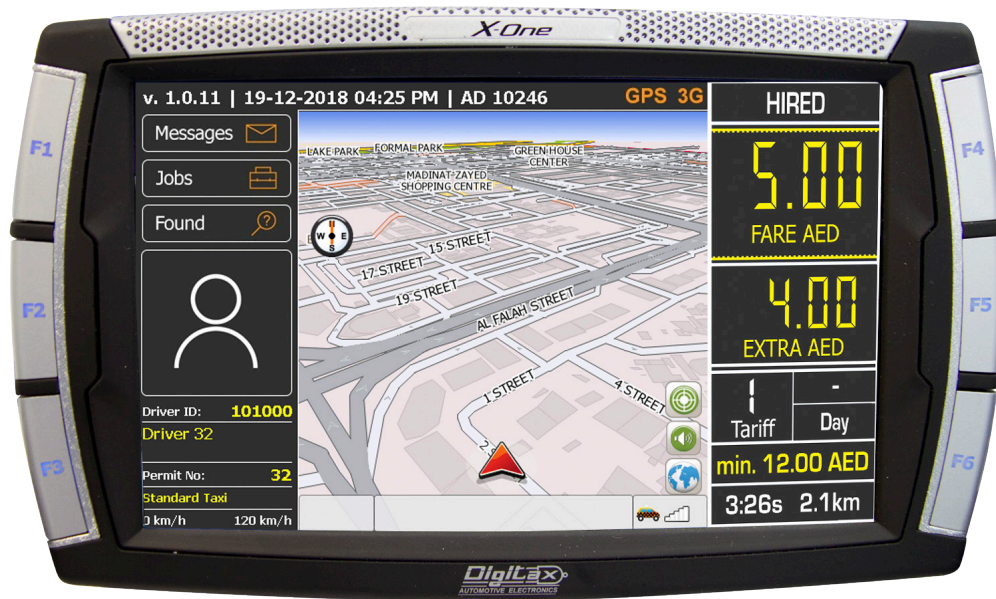 X-One
v. 1.0.11 | 19-12-2018 04:25 PM | AD 10246 GPS 3G
Messages
Jobs
Found
Driver ID: 101000
Driver 32
Permit No: 32
Standard Taxi
0 km/h 120 km/h
LAKE PARK
FORMAL PARK
GREEN HOUSE
CENTER
MADINAT ZAYED
SHOPPING CENTRE
W E
S
15 STREET
17 STREET
19 STREET
AL FALAH STREET
1 STREET
4 STREET
HIRED
5.00
FARE AED
4.00
EXTRA AED
1
Tariff
-
Day
min. 12.00 AED
3:26s 2.1km
F1
F2
F3
F4
F5
F6
Digitax
AUTOMOTIVE ELECTRONICS